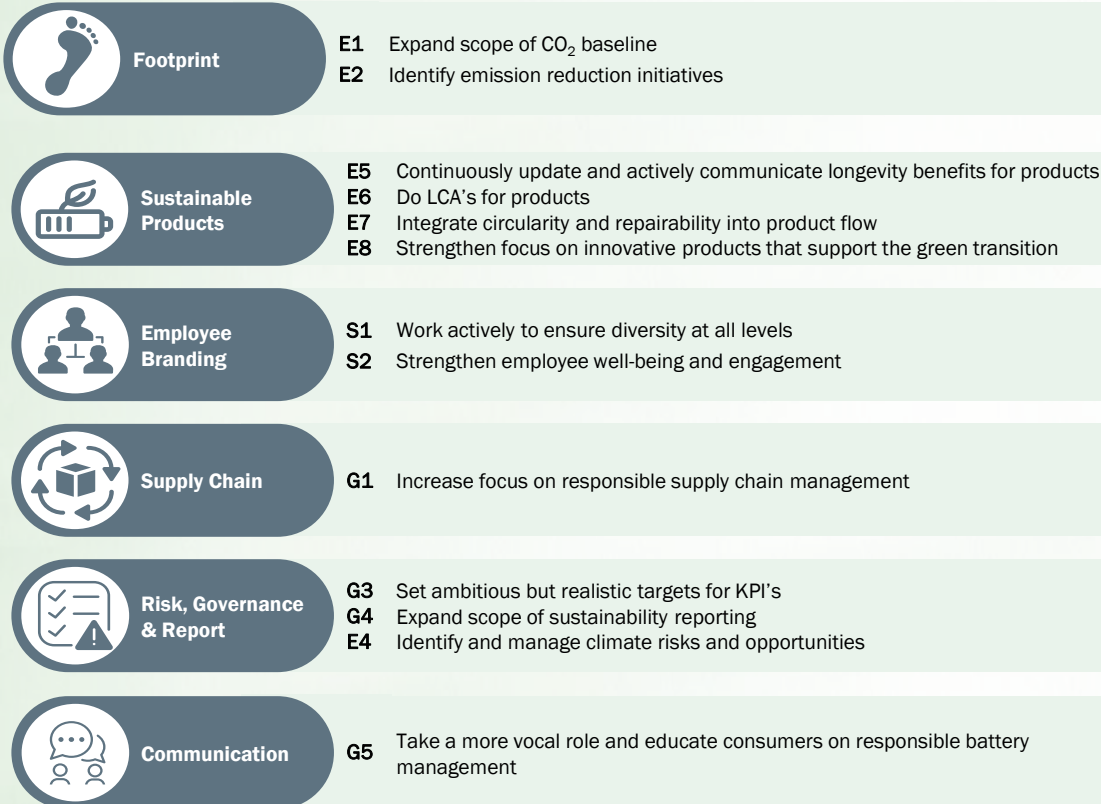 Footprint
E1 Expand scope of CO₂ baseline
E2 Identify emission reduction initiatives
Sustainable
Products
E5 Continuously update and actively communicate longevity benefits for products
E6 Do LCA's for products
E7 Integrate circularity and repairability into product flow
E8 Strengthen focus on innovative products that support the green transition
Employee
Branding
S1 Work actively to ensure diversity at all levels
S2 Strengthen employee well-being and engagement
Supply Chain
G1 Increase focus on responsible supply chain management
Risk, Governance
& Report
G3 Set ambitious but realistic targets for KPI's
G4 Expand scope of sustainability reporting
E4 Identify and manage climate risks and opportunities
Communication
G5 Take a more vocal role and educate consumers on responsible battery
management